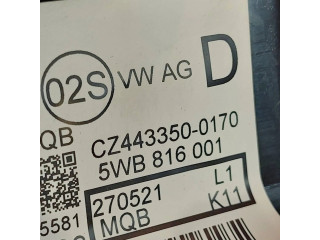 02S VW AG D
QB CZ443350-0170
5WB 816 001
5581 270521 L1
MQB K11